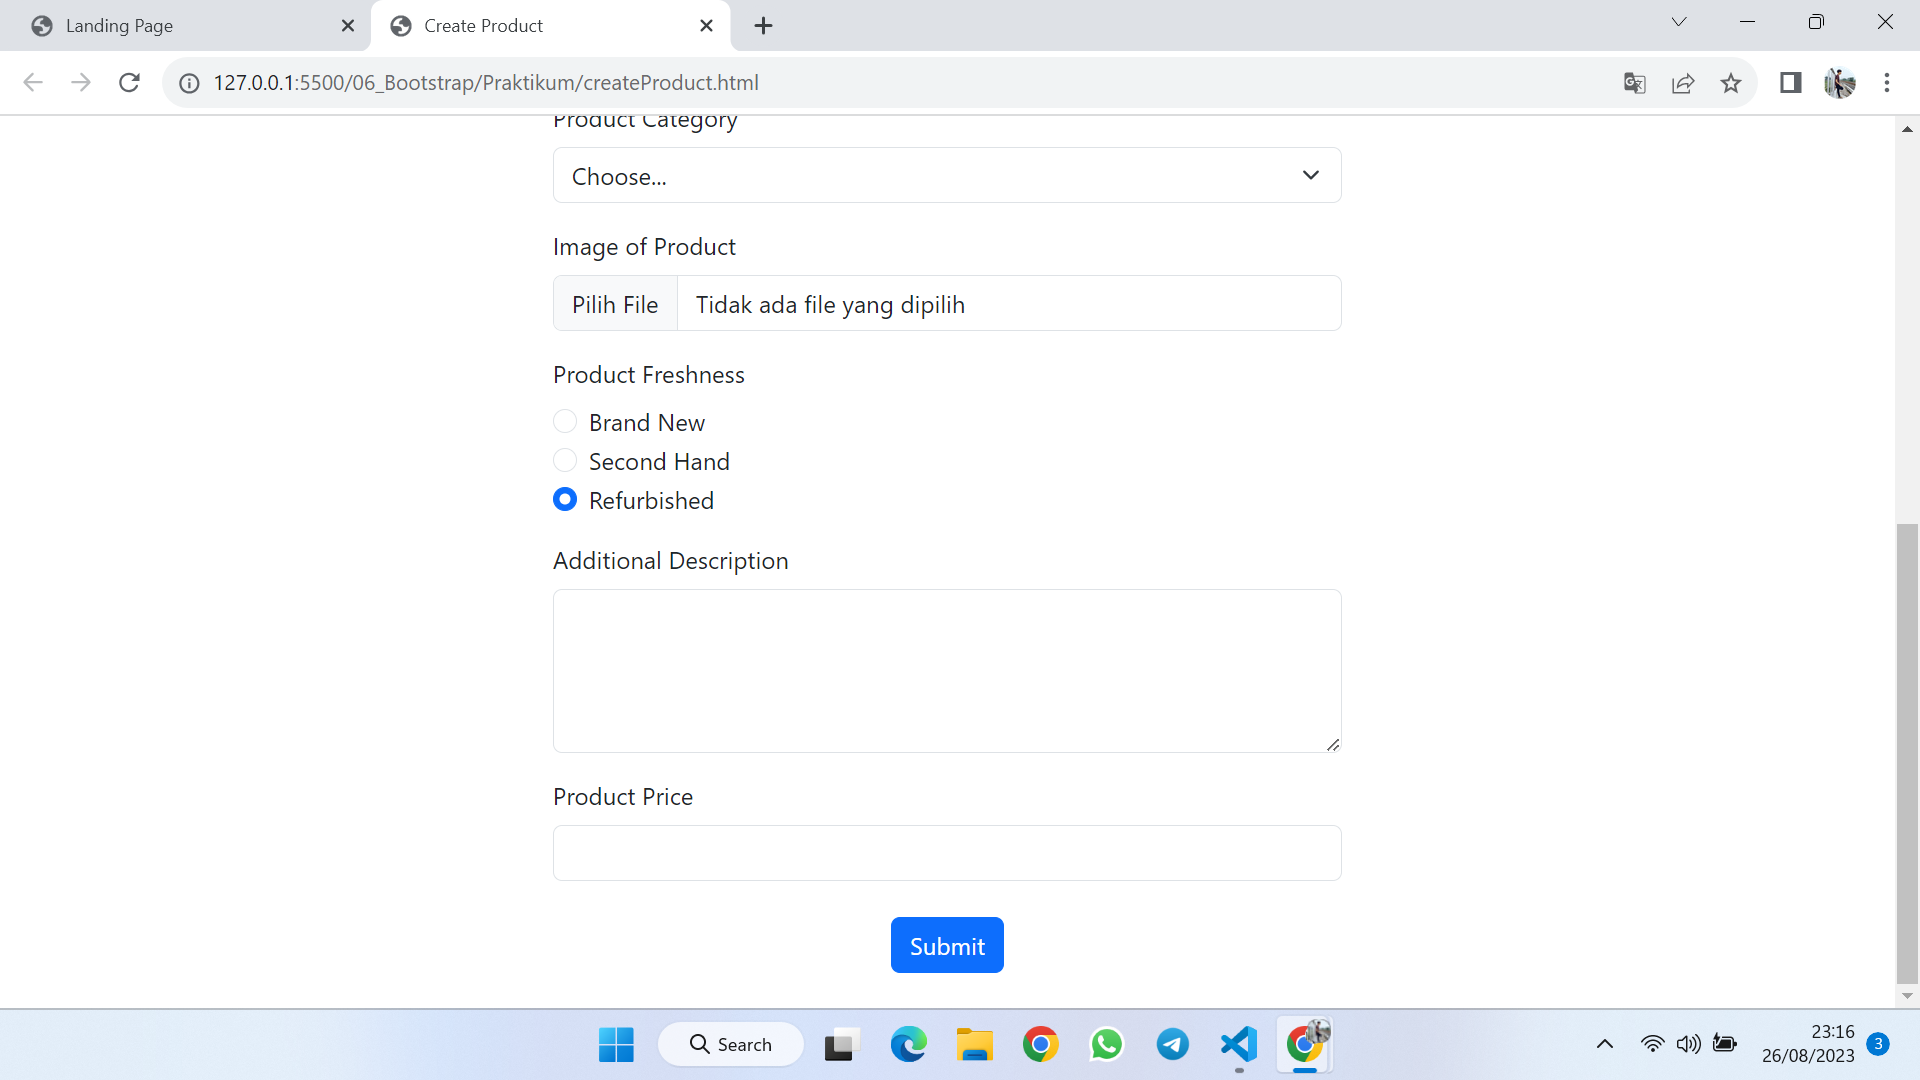 Landing Page
Create Product
127.0.0.1:5500/06_Bootstrap/Praktikum/createProduct.html
Product Category
Choose...
Image of Product
Pilih File
Tidak ada file yang dipilih
Product Freshness
Brand New
Second Hand
Refurbished
Additional Description
Product Price
Submit
Search
23:16
26/08/2023
3